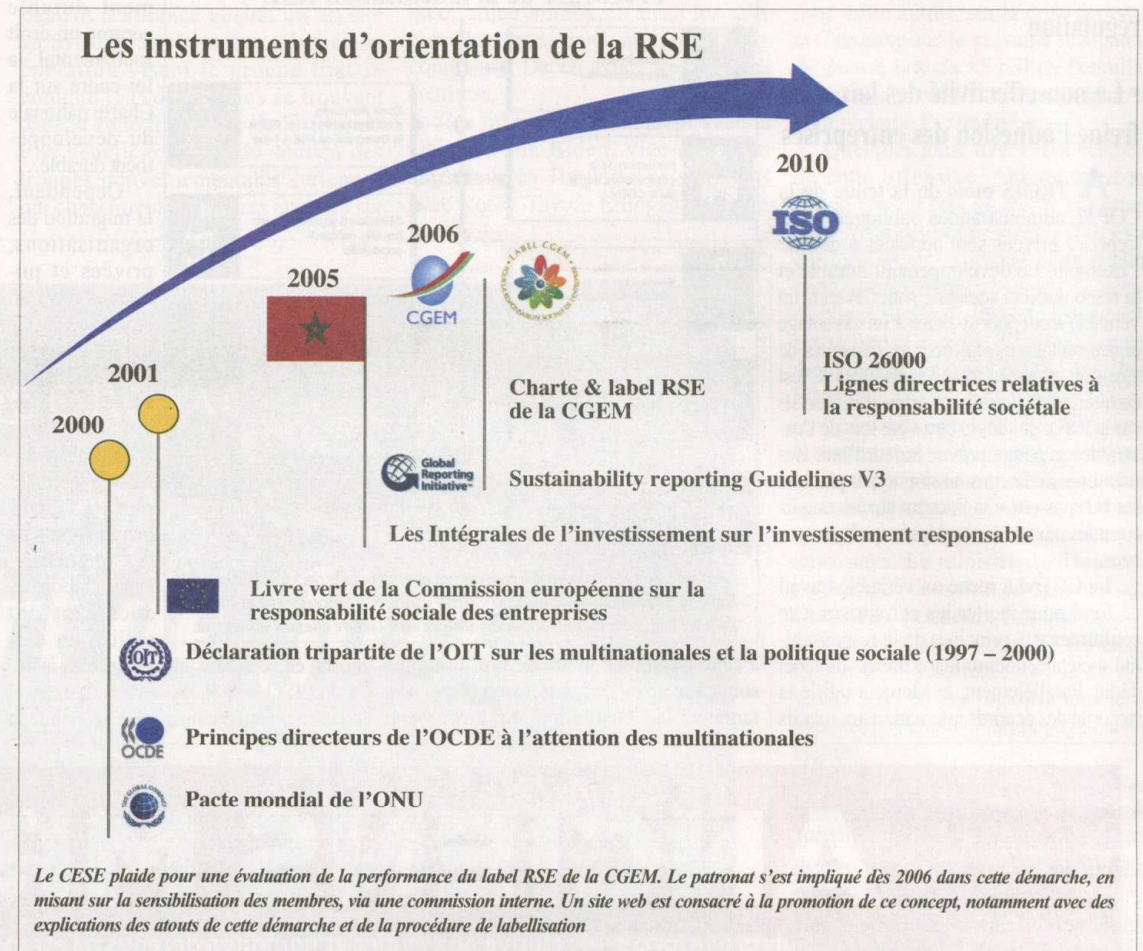 Les instruments d’orientation de la RSE
2010
ISO
2006
CGEM
LABEL CGEM
2005
2001
2000
Charte & label RSE
de la CGEM
ISO 26000
Lignes directrices relatives à
la responsabilité sociétale
Global
Reporting
Initiative™
Sustainability reporting Guidelines V3
Les Intégrales de l’investissement sur l’investissement responsable
Livre vert de la Commission européenne sur la
responsabilité sociale des entreprises
OIT
Déclaration tripartite de l’OIT sur les multinationales et la politique sociale (1997 – 2000)
OCDE
Principes directeurs de l’OCDE à l’attention des multinationales
THE GLOBAL COMPACT
Pacte mondial de l’ONU
Le CESE plaide pour une évaluation de la performance du label RSE de la CGEM. Le patronat s’est impliqué dès 2006 dans cette démarche, en
misant sur la sensibilisation des membres, via une commission interne. Un site web est consacré à la promotion de ce concept, notamment avec des
explications des atouts de cette démarche et de la procédure de labellisation